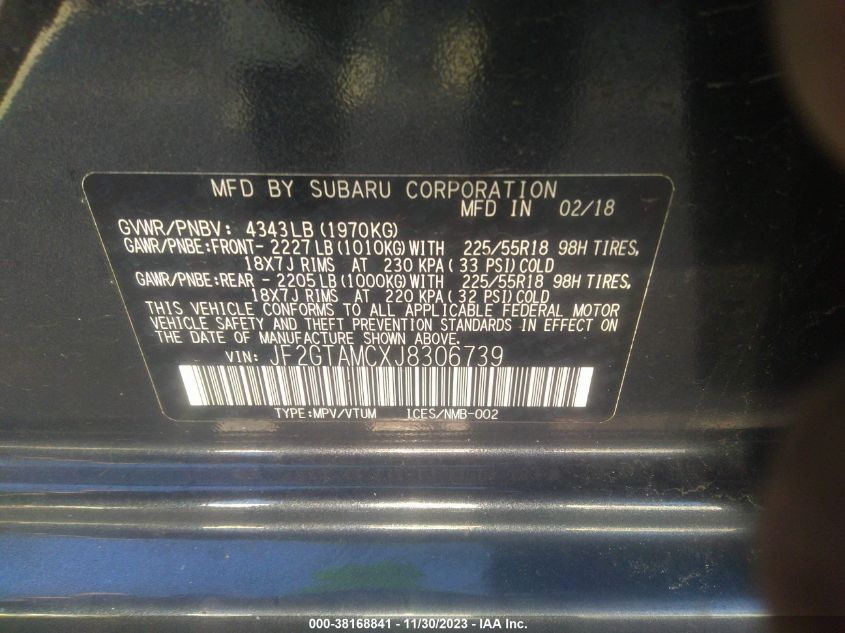 MFD BY SUBARU CORPORATION
MFD IN 02/18
GVWR/PNBV: 4343LB (1970KG)
GAWR/PNBE:FRONT- 2227LB(1010KG)WITH 225/55R18 98H TIRES,
18X7J RIMS AT 230 KPA( 33 PSI)COLD
GAWR/PNBE:REAR - 2205LB(1000KG)WITH 225/55R18 98H TIRES,
18X7J RIMS AT 220 KPA( 32 PSI)COLD
THIS VEHICLE CONFORMS TO ALL APPLICABLE FEDERAL MOTOR
VEHICLE SAFETY AND THEFT PREVENTION STANDARDS IN EFFECT ON
THE DATE OF MANUFACTURE SHOWN ABOVE.
VIN: JF2GTAMCXJ8306739
TYPE:MPV/VTUM ICES/NMB-002
000-38168841 - 11/30/2023 - IAA Inc.